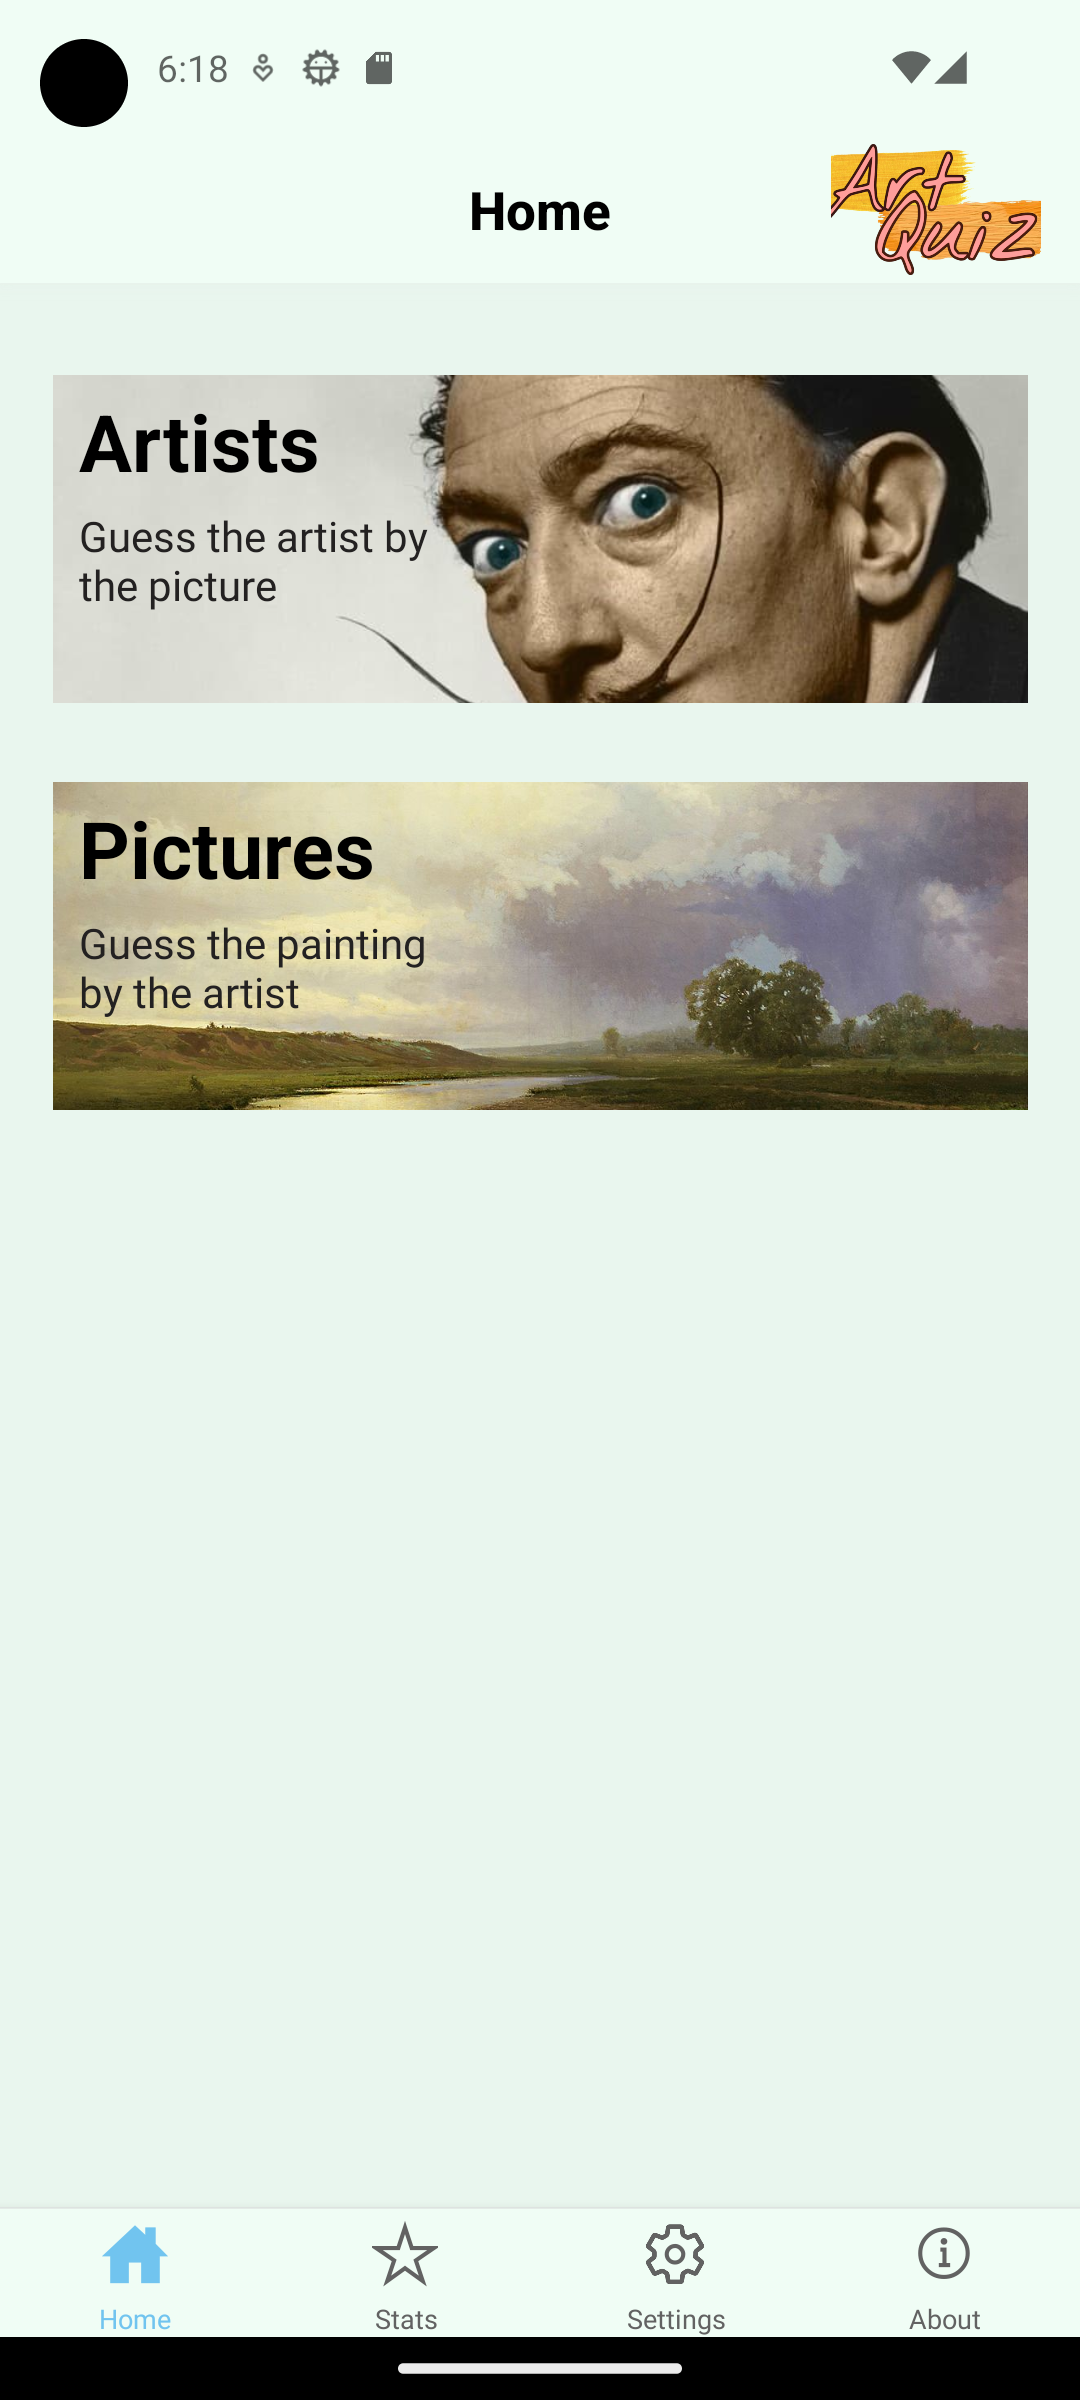 6:18
Home
Art
Quiz
Artists
Guess the artist by
the picture
Pictures
Guess the painting
by the artist
Home
Stats
Settings
About